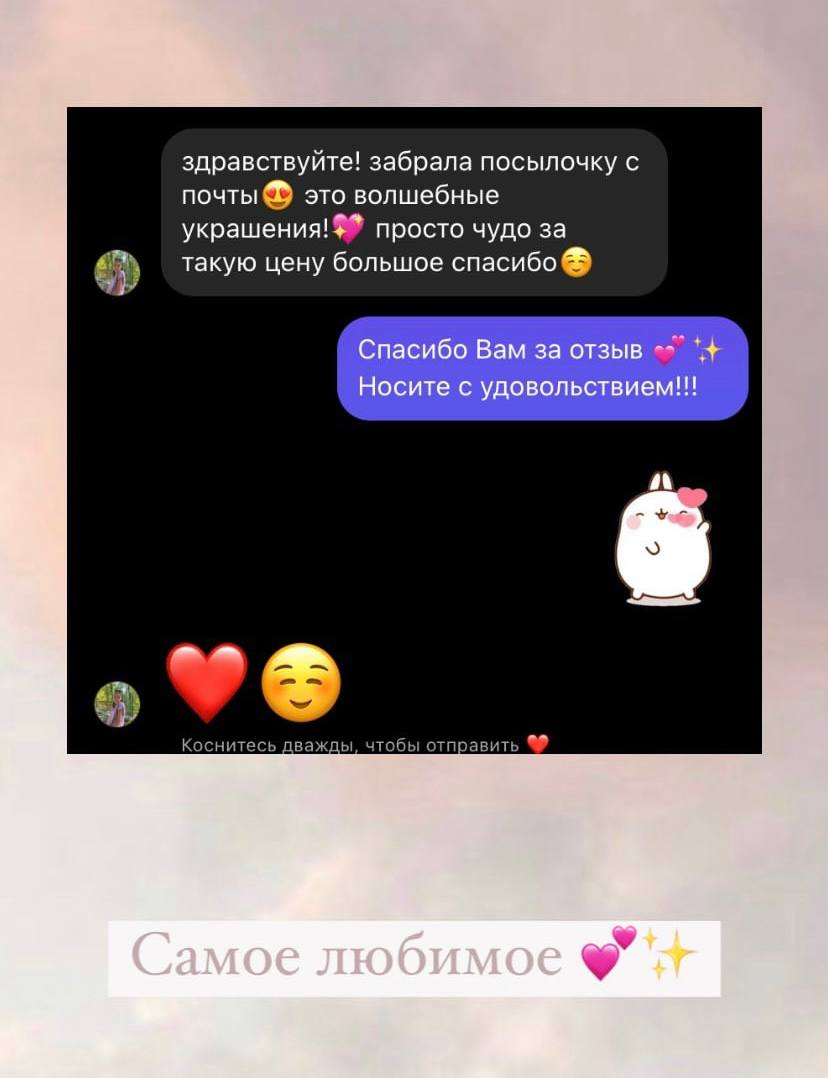 здравствуйте! забрала посылочку с
почты😍 это волшебные
украшения!💖 просто чудо за
такую цену большое спасибо☺️
Спасибо Вам за отзыв 💕✨
Носите с удовольствием!!!
❤️☺️
Коснитесь дважды, чтобы отправить ❤️
Самое любимое 💕✨